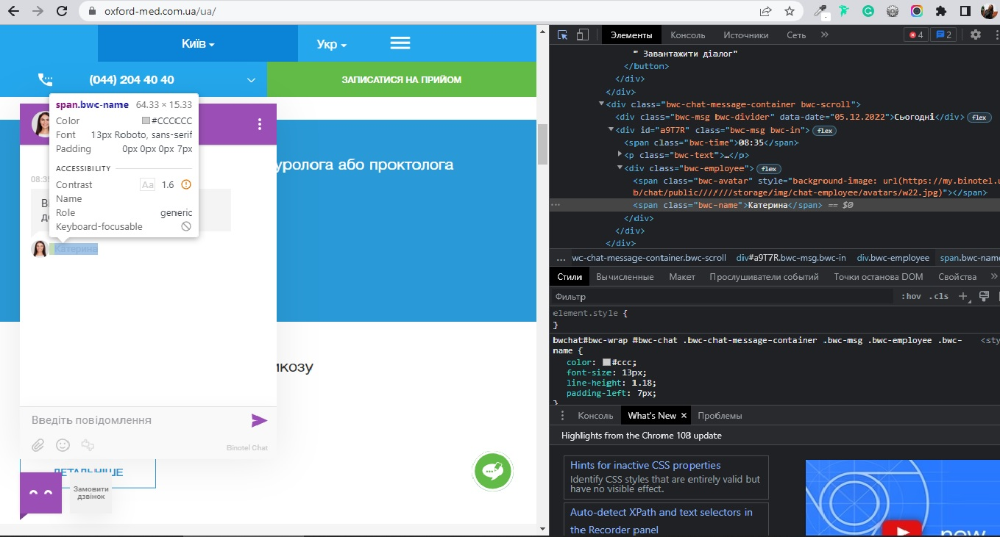 oxford-med.com.ua/ua/
Київ
Укр
(044) 204 40 40
ЗАПИСАТИСЯ НА ПРИЙОМ
span.bwc-name 64.33 × 15.33
Color #CCCCCC
Font 13px Roboto, sans-serif
Padding 0px 0px 0px 7px
ACCESSIBILITY
Contrast Aa 1.6
Name
Role generic
Keyboard-focusable
уролога або проктолога
08:35
Катерина
икозу
Введіть повідомлення
Binotel Chat
ДЕТАЛЬНІШЕ
Замовити
дзвінок
Элементы Консоль Источники Сеть » 4 2
" Завантажити діалог"
</button>
</div>
</div>
<div class="bwc-chat-message-container bwc-scroll">
<div class="bwc-msg bwc-divider" data-date="05.12.2022">Сьогодні</div> flex
<div id="a9T7R" class="bwc-msg bwc-in"> flex
<span class="bwc-time">08:35</span>
<p class="bwc-text">…</p>
<div class="bwc-employee"> flex
<span class="bwc-avatar" style="background-image: url(https://my.binotel.u
b/chat/public///////storage/img/chat-employee/avatars/w22.jpg)"></span>
… <span class="bwc-name">Катерина</span> == $0
</div>
</div>
</div>
… wc-chat-message-container.bwc-scroll div#a9T7R.bwc-msg.bwc-in div.bwc-employee span.bwc-name
Стили Вычисленные Макет Прослушиватели событий Точки останова DOM Свойства »
Фильтр :hov .cls +
element.style {
}
bwchat#bwc-wrap #bwc-chat .bwc-chat-message-container .bwc-msg .bwc-employee .bwc- <sty
name {
color: #ccc;
font-size: 13px;
line-height: 1.18;
padding-left: 7px;
}
Консоль What's New × Проблемы
Highlights from the Chrome 108 update
Hints for inactive CSS properties
Identify CSS styles that are entirely valid but
have no visible effect.
Auto-detect XPath and text selectors in
the Recorder panel
new